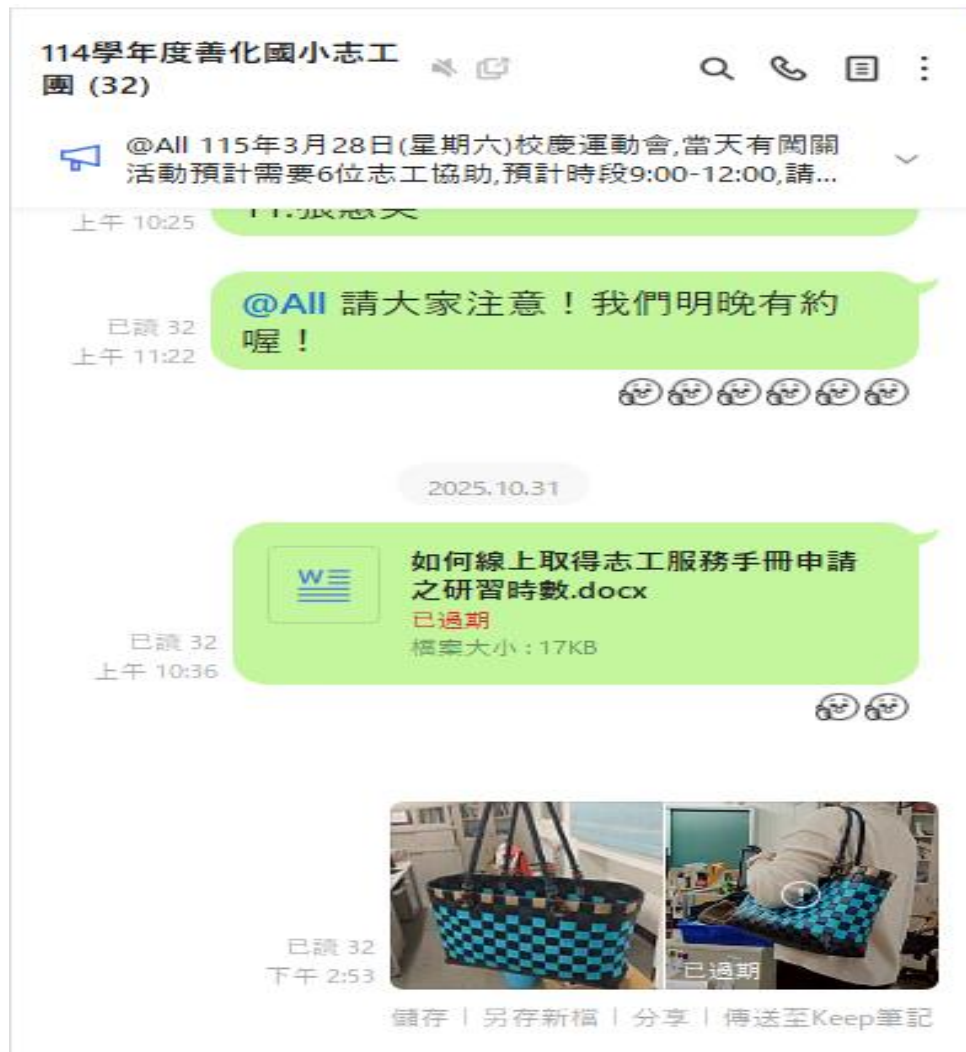 114學年度善化國小志工
團 (32)
@All 115年3月28日(星期六)校慶運動會,當天有闖關
活動預計需要6位志工協助,預計時段9:00-12:00,請...
上午 10:25
@All 請大家注意！我們明晚有約
喔！
已讀 32
上午 11:22
2025.10.31
W
如何線上取得志工服務手冊申請
之研習時數.docx
已過期
檔案大小 : 17KB
已讀 32
上午 10:36
已過期
已讀 32
下午 2:53
儲存 | 另存新檔 | 分享 | 傳送至Keep筆記